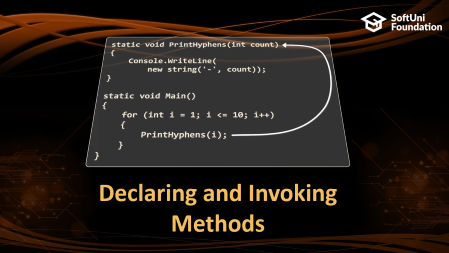 SoftUni
Foundation
static void PrintHyphens(int count)
{
Console.WriteLine(
new string('-', count));
}
static void Main()
{
for (int i = 1; i <= 10; i++)
{
PrintHyphens(i);
}
}
Declaring and Invoking
Methods